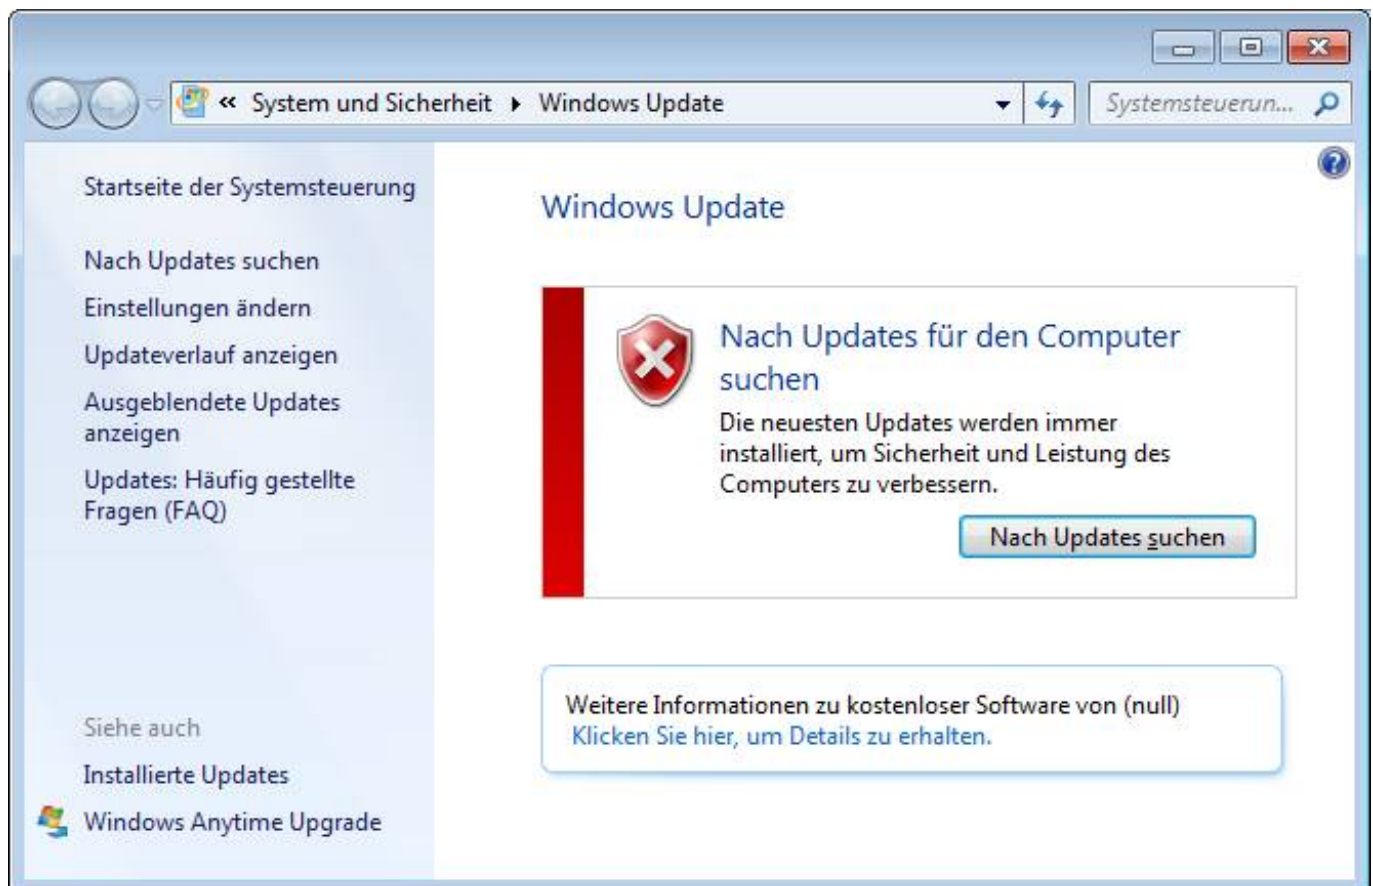 « System und Sicherheit ▸ Windows Update
Systemsteuerun...
Startseite der Systemsteuerung
Nach Updates suchen
Einstellungen ändern
Updateverlauf anzeigen
Ausgeblendete Updates
anzeigen
Updates: Häufig gestellte
Fragen (FAQ)
Siehe auch
Installierte Updates
Windows Anytime Upgrade
Windows Update
Nach Updates für den Computer
suchen
Die neuesten Updates werden immer
installiert, um Sicherheit und Leistung des
Computers zu verbessern.
Nach Updates suchen
Weitere Informationen zu kostenloser Software von (null)
Klicken Sie hier, um Details zu erhalten.